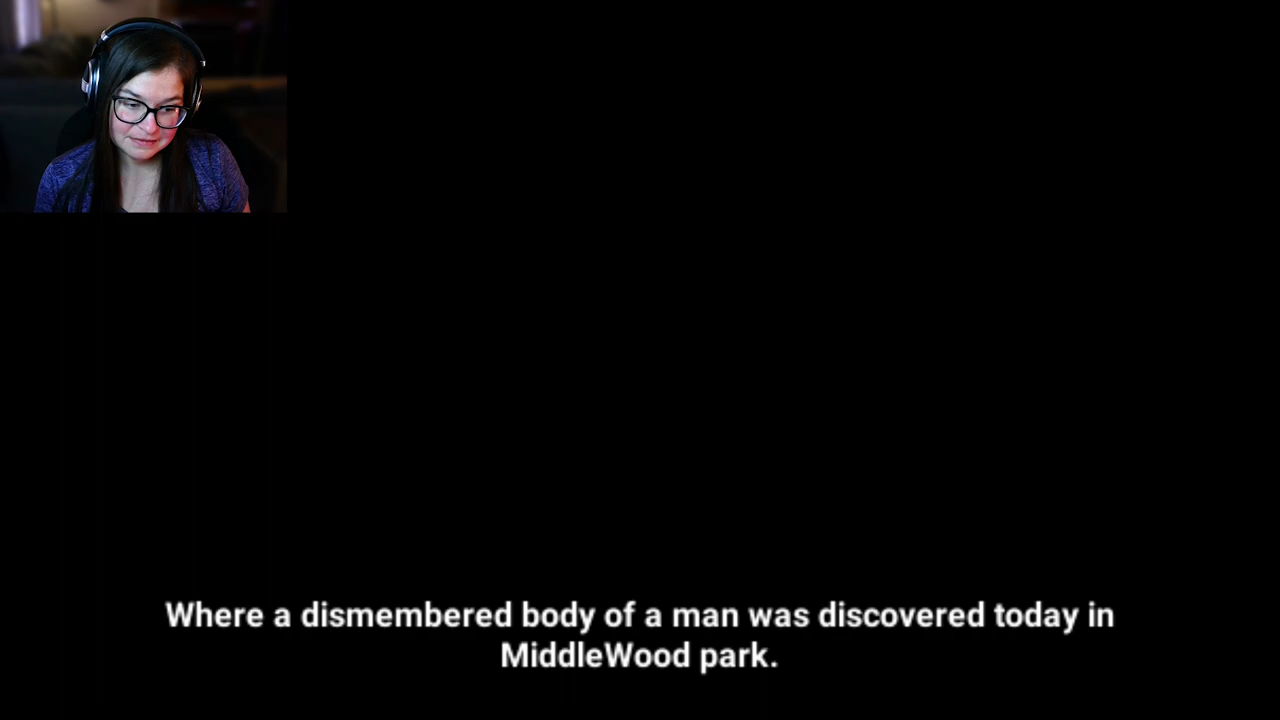 Where a dismembered body of a man was discovered today in
MiddleWood park.